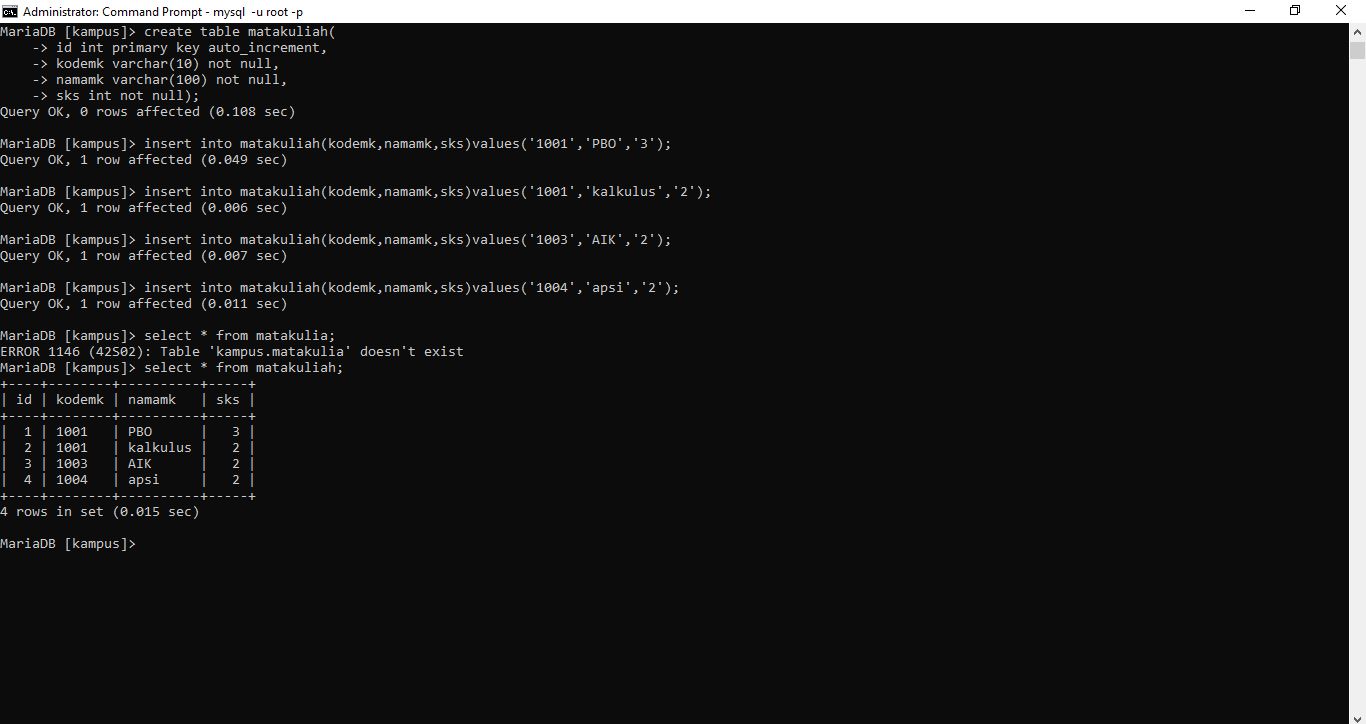 Administrator: Command Prompt - mysql  -u root -p
MariaDB [kampus]> create table matakuliah(
    -> id int primary key auto_increment,
    -> kodemk varchar(10) not null,
    -> namamk varchar(100) not null,
    -> sks int not null);
Query OK, 0 rows affected (0.108 sec)

MariaDB [kampus]> insert into matakuliah(kodemk,namamk,sks)values('1001','PBO','3');
Query OK, 1 row affected (0.049 sec)

MariaDB [kampus]> insert into matakuliah(kodemk,namamk,sks)values('1001','kalkulus','2');
Query OK, 1 row affected (0.006 sec)

MariaDB [kampus]> insert into matakuliah(kodemk,namamk,sks)values('1003','AIK','2');
Query OK, 1 row affected (0.007 sec)

MariaDB [kampus]> insert into matakuliah(kodemk,namamk,sks)values('1004','apsi','2');
Query OK, 1 row affected (0.011 sec)

MariaDB [kampus]> select * from matakulia;
ERROR 1146 (42S02): Table 'kampus.matakulia' doesn't exist
MariaDB [kampus]> select * from matakuliah;
+----+--------+----------+-----+
| id | kodemk | namamk   | sks |
+----+--------+----------+-----+
|  1 | 1001   | PBO      |   3 |
|  2 | 1001   | kalkulus |   2 |
|  3 | 1003   | AIK      |   2 |
|  4 | 1004   | apsi     |   2 |
+----+--------+----------+-----+
4 rows in set (0.015 sec)

MariaDB [kampus]>